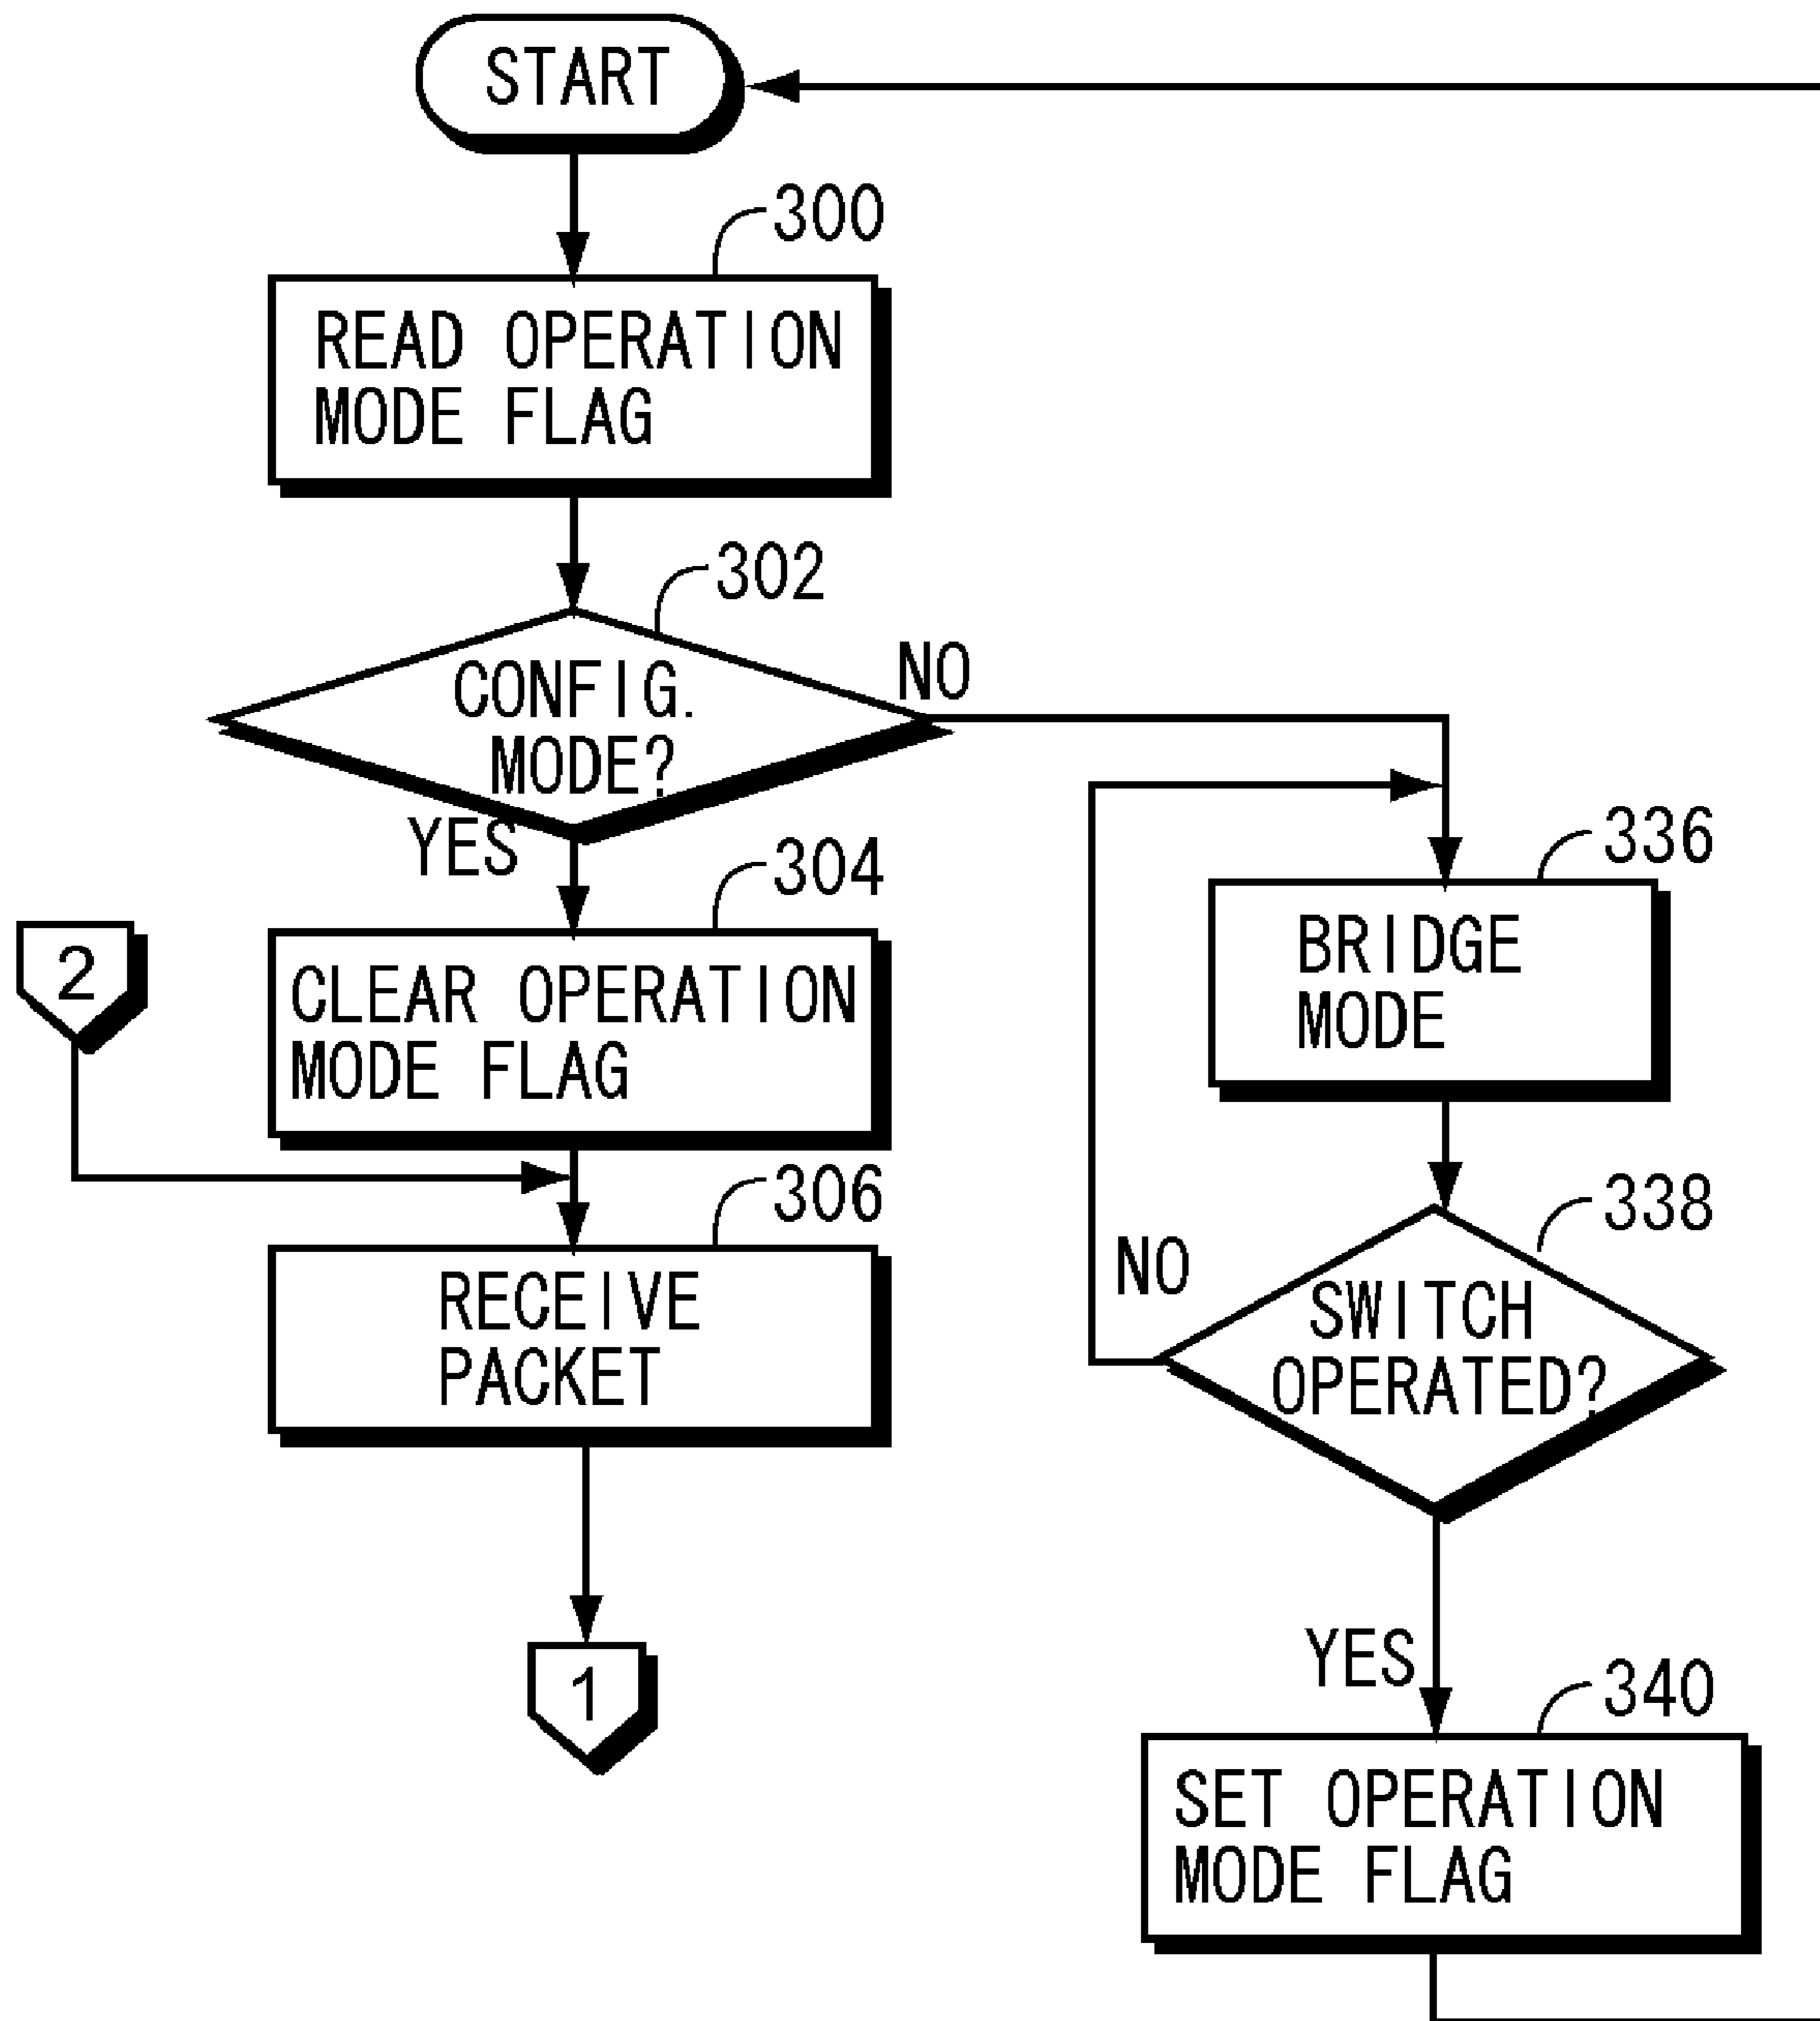 START
300
READ OPERATION
MODE FLAG
302
CONFIG.
MODE?
NO
YES
304
2
CLEAR OPERATION
MODE FLAG
306
RECEIVE
PACKET
1
336
BRIDGE
MODE
338
NO
SWITCH
OPERATED?
YES
340
SET OPERATION
MODE FLAG